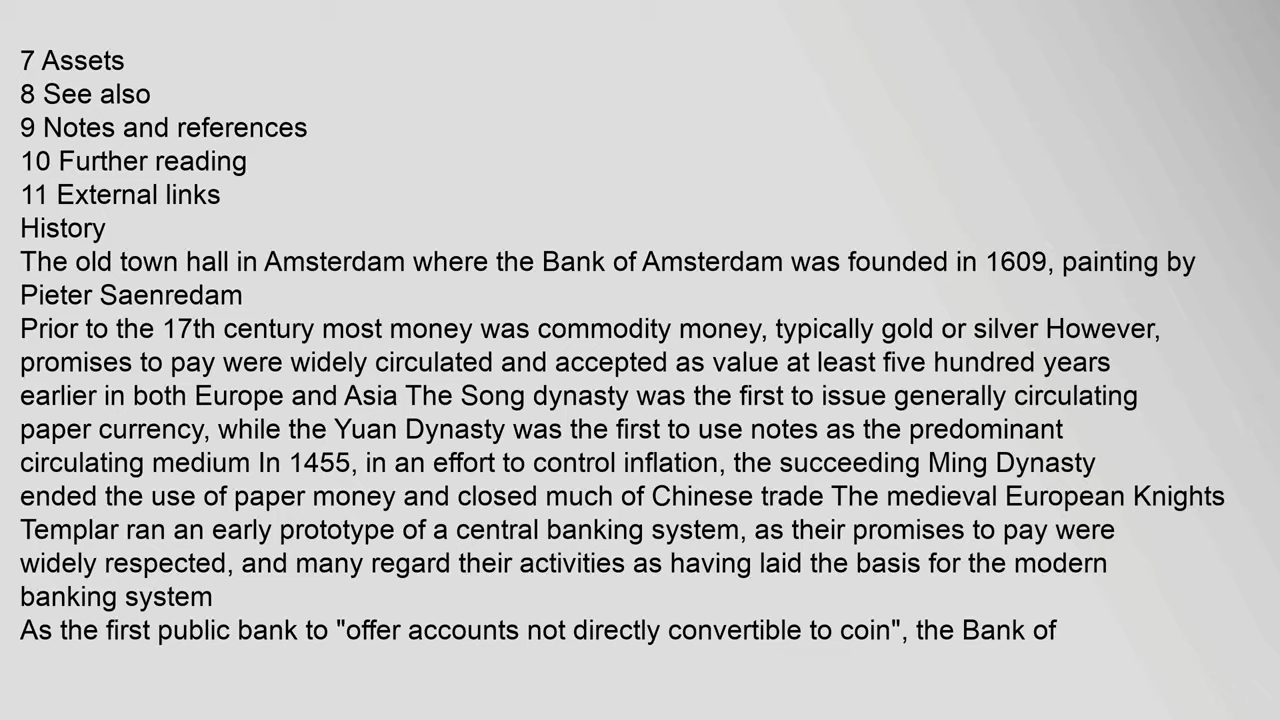 7 Assets
8 See also
9 Notes and references
10 Further reading
11 External links
History
The old town hall in Amsterdam where the Bank of Amsterdam was founded in 1609, painting by
Pieter Saenredam
Prior to the 17th century most money was commodity money, typically gold or silver However,
promises to pay were widely circulated and accepted as value at least five hundred years
earlier in both Europe and Asia The Song dynasty was the first to issue generally circulating
paper currency, while the Yuan Dynasty was the first to use notes as the predominant
circulating medium In 1455, in an effort to control inflation, the succeeding Ming Dynasty
ended the use of paper money and closed much of Chinese trade The medieval European Knights
Templar ran an early prototype of a central banking system, as their promises to pay were
widely respected, and many regard their activities as having laid the basis for the modern
banking system
As the first public bank to "offer accounts not directly convertible to coin", the Bank of